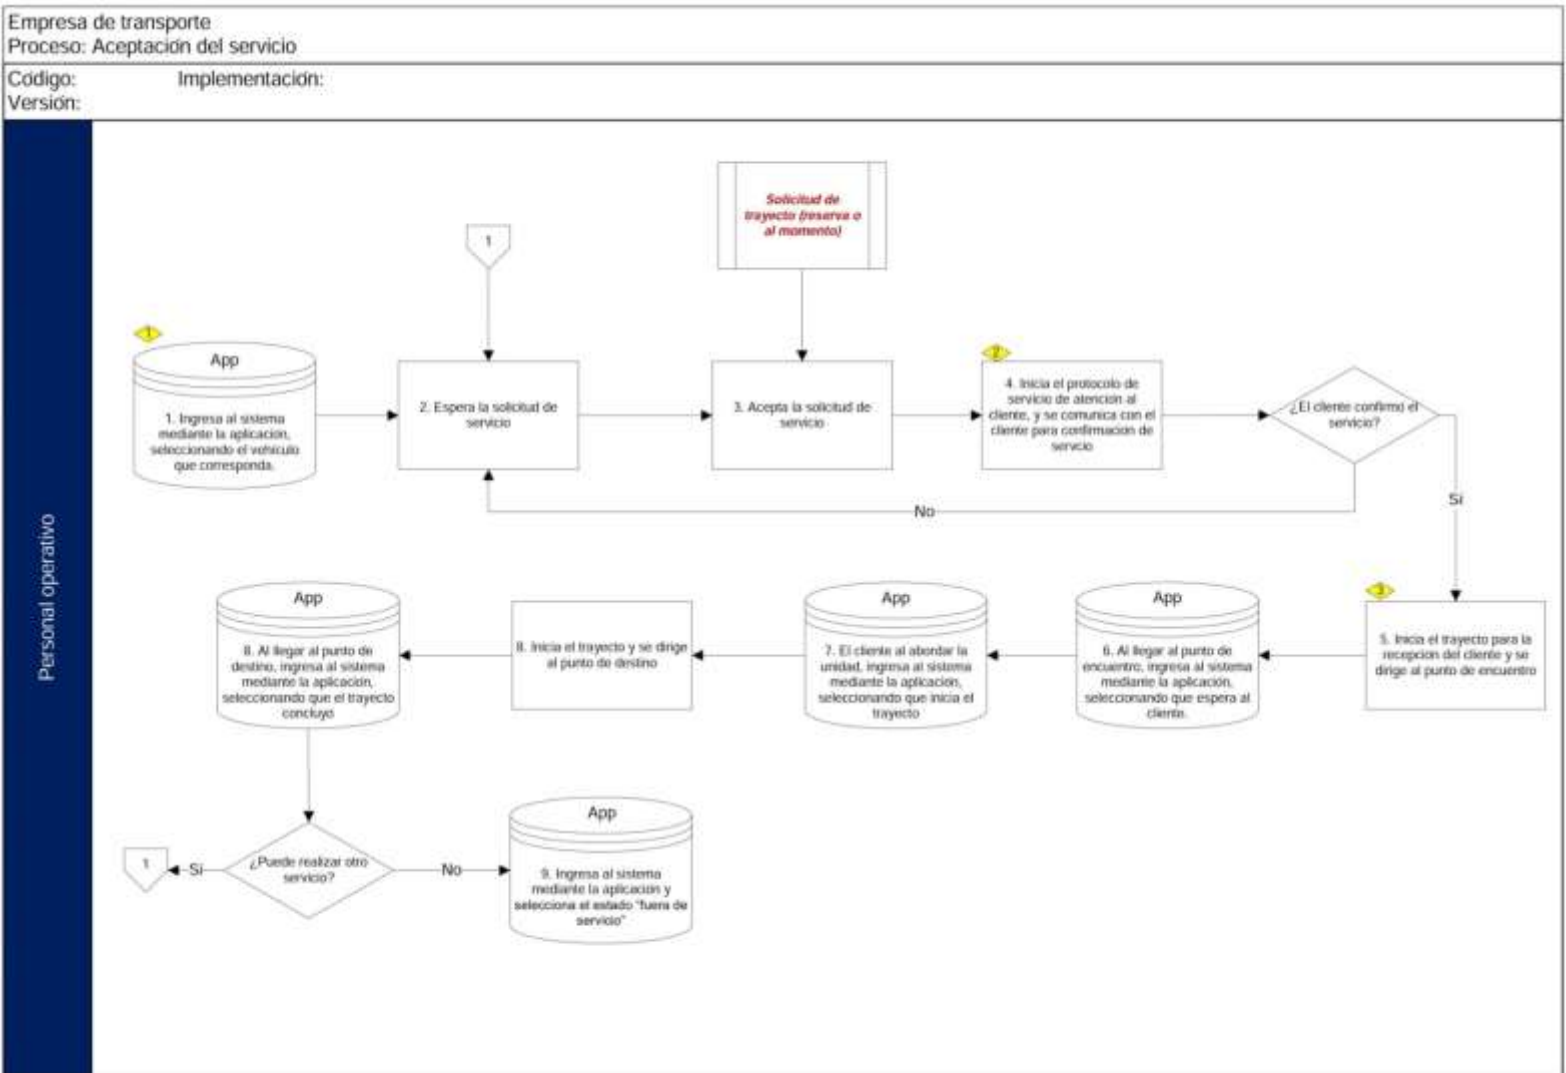 Empresa de transporte
Proceso: Aceptación del servicio
Código: Implementación:
Versión:
Personal operativo
Solicitud de
trayecto (reserva o
al momento)
1
1
App
1. Ingresa al sistema
mediante la aplicación,
seleccionando el vehículo
que corresponda.
2. Espera la solicitud de
servicio
3. Acepta la solicitud de
servicio
2
4. Inicia el protocolo de
servicio de atención al
cliente, y se comunica con el
cliente para confirmación de
servcio
¿El cliente confirmó el
servicio?
No
Si
App
8. Al llegar al punto de
destino, ingresa al sistema
mediante la aplicación,
seleccionando que el trayecto
concluyo
8. Inicia el trayecto y se dirige
al punto de destino
App
7. El cliente al abordar la
unidad, ingresa al sistema
mediante la aplicación,
seleccionando que inicia el
trayecto
App
6. Al llegar al punto de
encuentro, ingresa al sistema
mediante la aplicación,
seleccionando que espera al
cliente.
3
5. Inicia el trayecto para la
recepción del cliente y se
dirige al punto de encuentro
1
Si
¿Puede realizar otro
servicio?
No
App
9. Ingresa al sistema
mediante la aplicación y
selecciona el estado "fuera de
servicio"